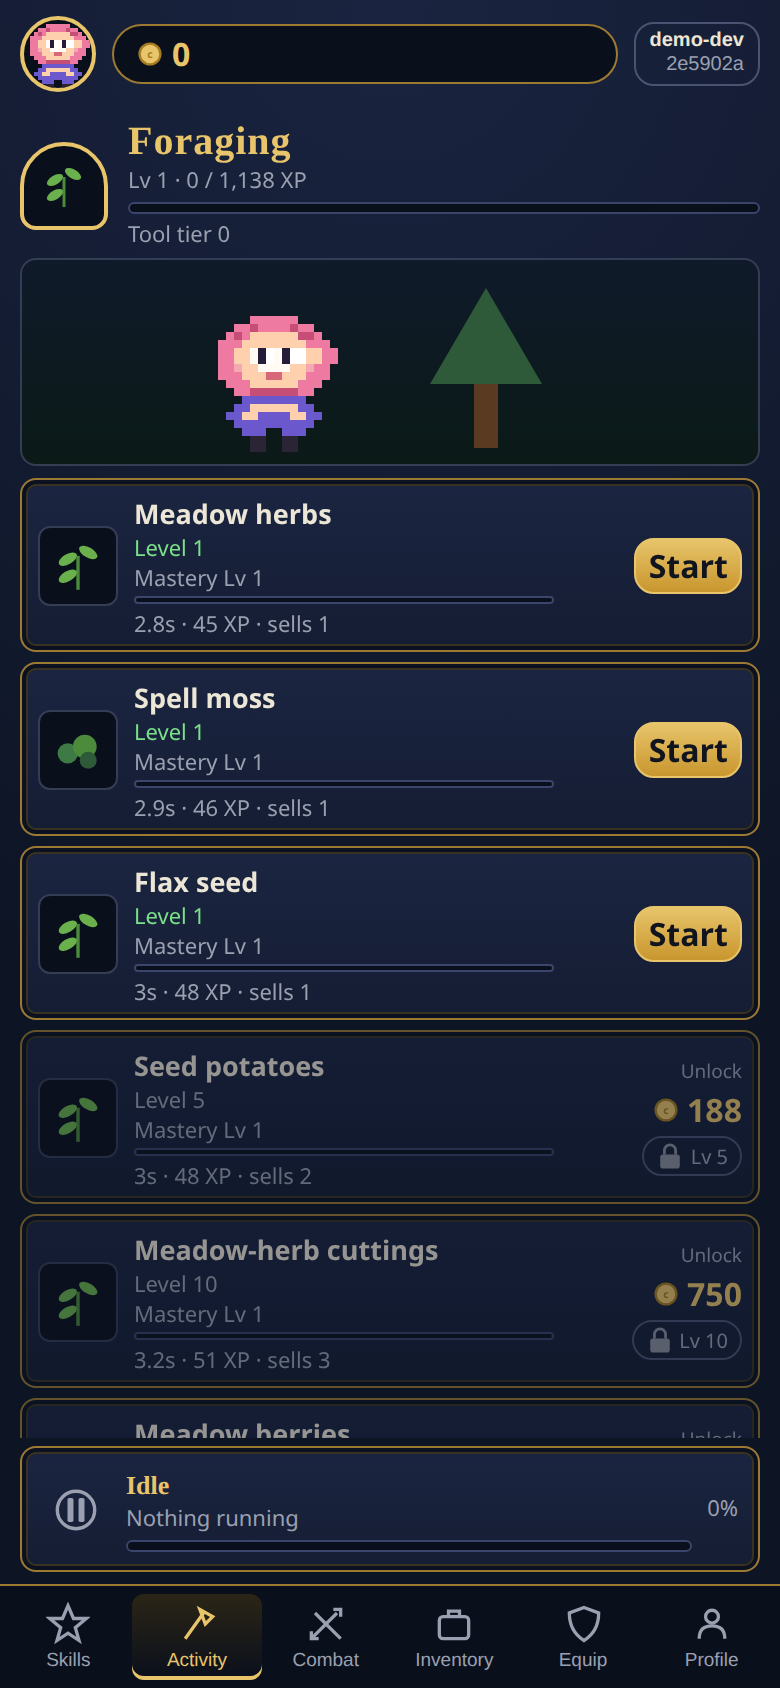 0
demo-dev
2e5902a
Foraging
Lv 1 · 0 / 1,138 XP
Tool tier 0
Meadow herbs
Level 1
Mastery Lv 1
2.8s · 45 XP · sells 1
Start
Spell moss
Level 1
Mastery Lv 1
2.9s · 46 XP · sells 1
Start
Flax seed
Level 1
Mastery Lv 1
3s · 48 XP · sells 1
Start
Seed potatoes
Level 5
Mastery Lv 1
3s · 48 XP · sells 2
Unlock
188
Lv 5
Meadow-herb cuttings
Level 10
Mastery Lv 1
3.2s · 51 XP · sells 3
Unlock
750
Lv 10
Meadow berries
Unlock
Idle
Nothing running
0%
Skills
Activity
Combat
Inventory
Equip
Profile